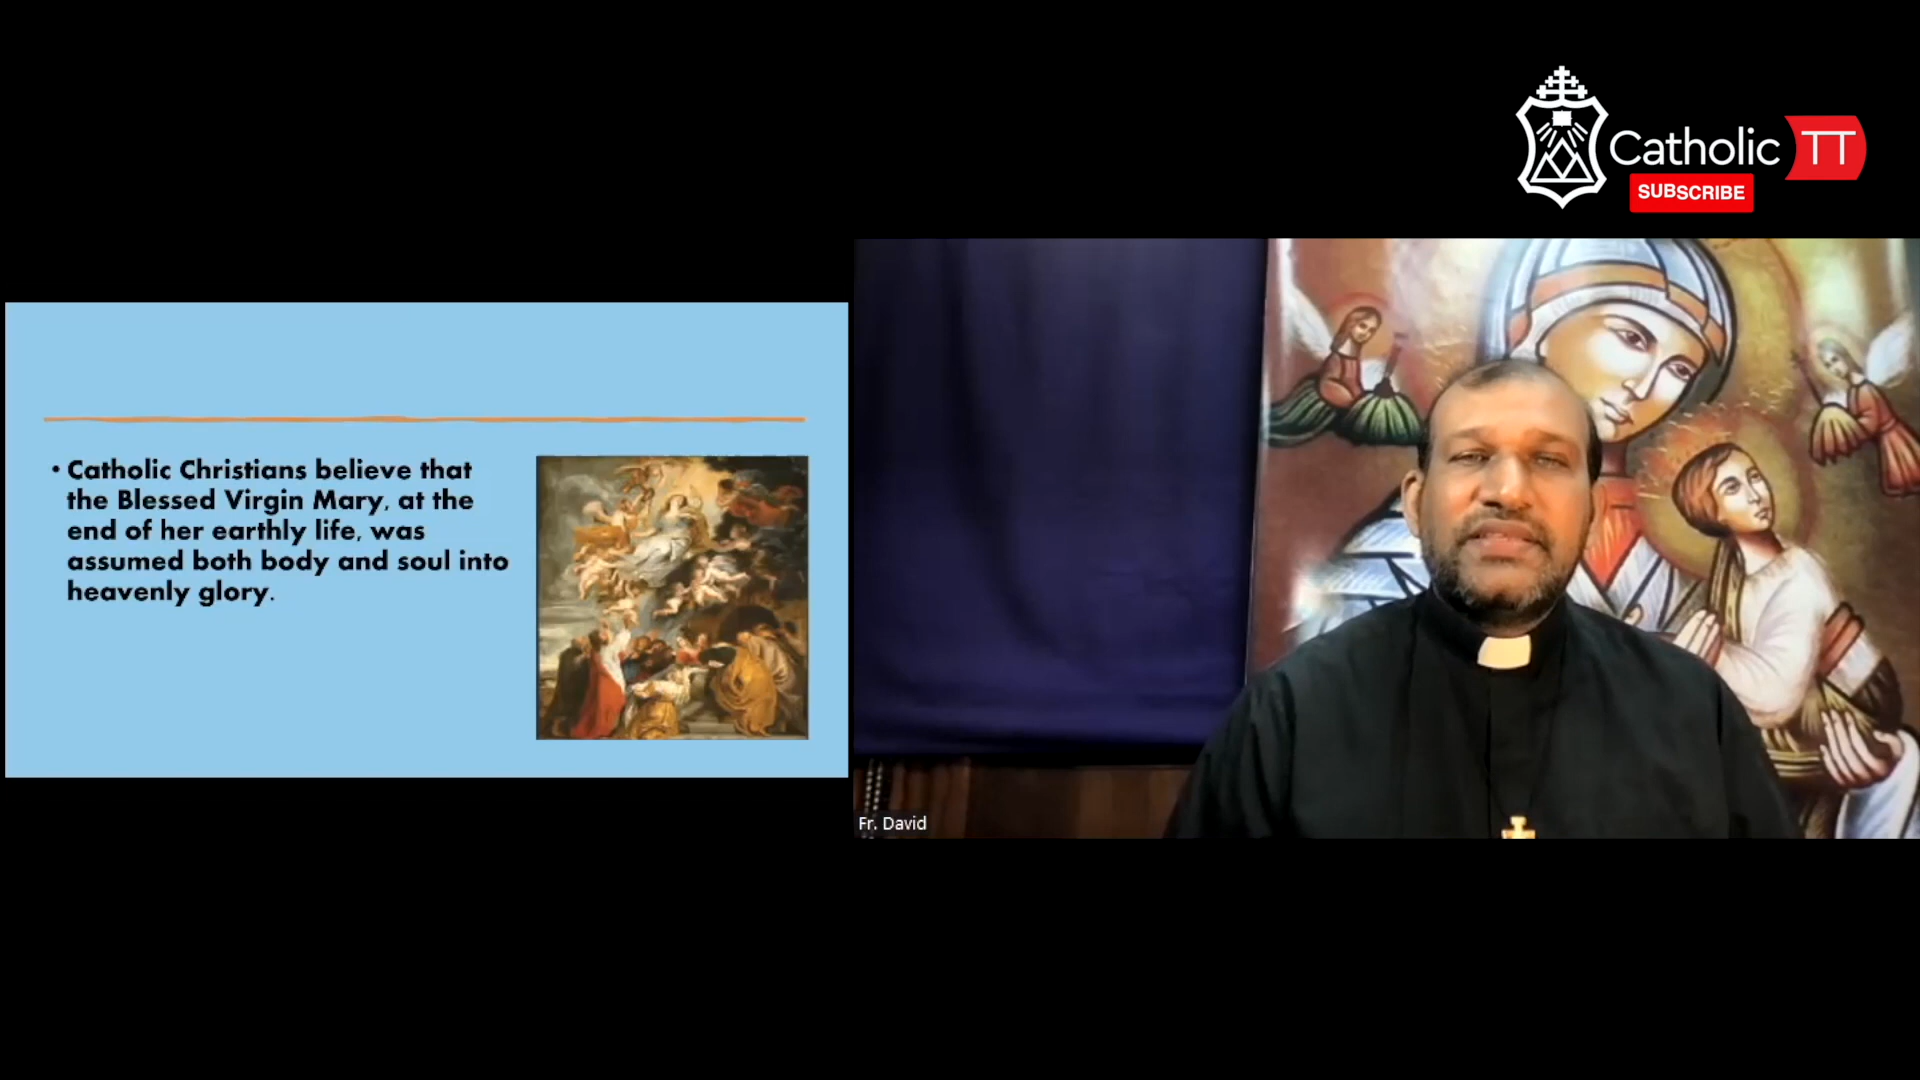 Catholic TT
SUBSCRIBE
• Catholic Christians believe that
the Blessed Virgin Mary, at the
end of her earthly life, was
assumed both body and soul into
heavenly glory.
Fr. David